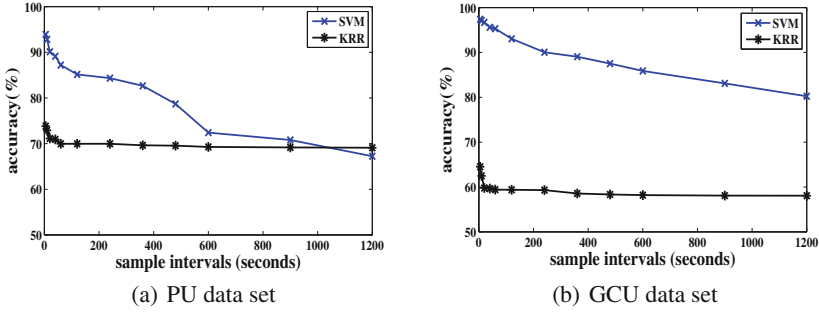 100
90
80
70
60
50
accuracy(%)
SVM
KRR
0
200
400
600
800
1000
1200
sample intervals (seconds)
(a) PU data set
100
90
80
70
60
50
accuracy(%)
SVM
KRR
0
200
400
600
800
1000
1200
sample intervals (seconds)
(b) GCU data set